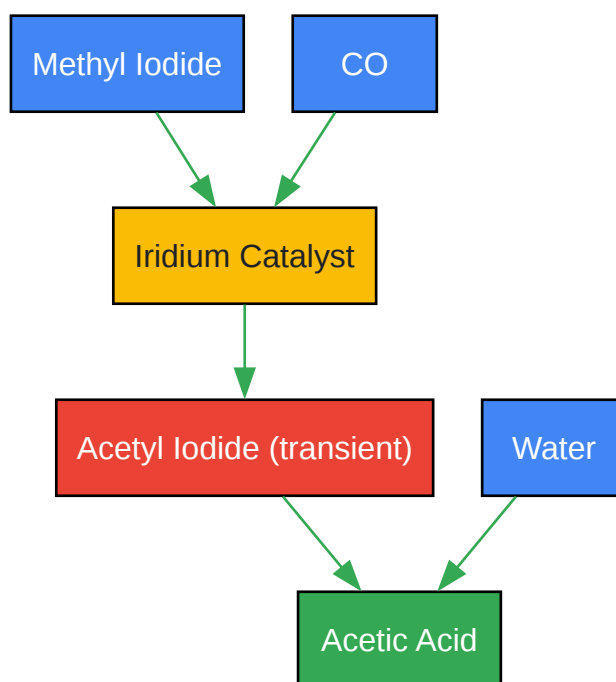 Methyl Iodide
CO
Iridium Catalyst
Acetyl Iodide (transient)
Water
Acetic Acid